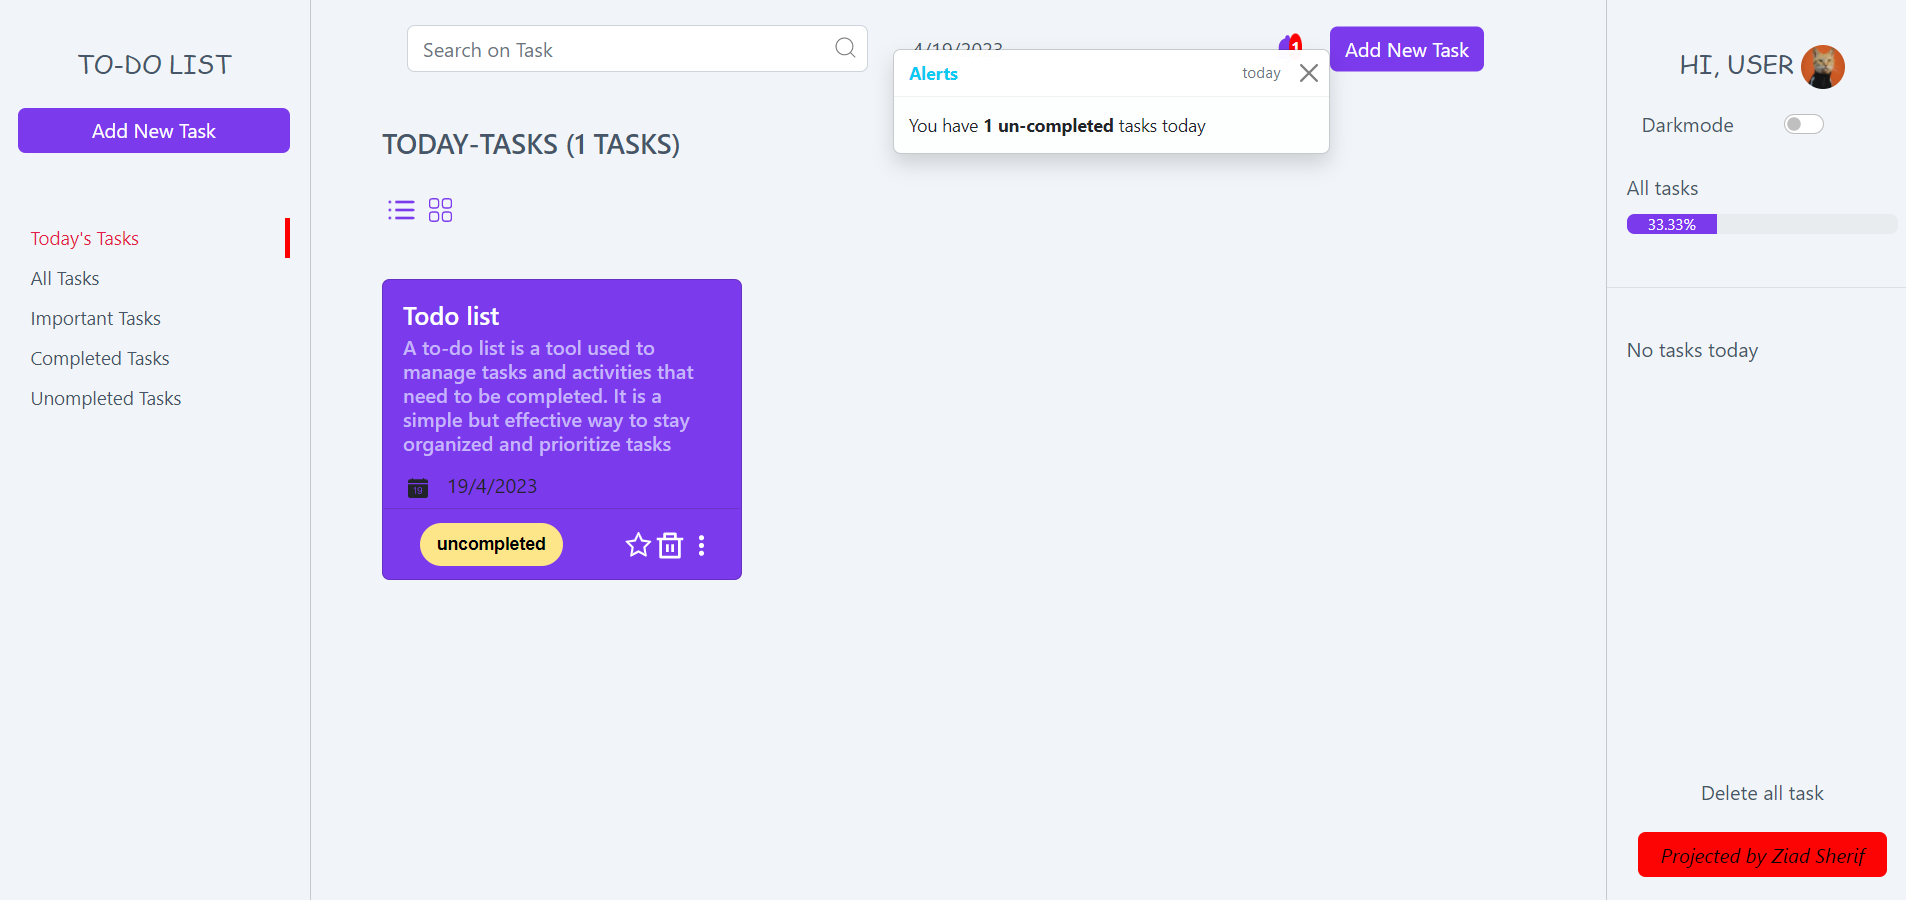 TO-DO LIST
Add New Task
Today's Tasks
All Tasks
Important Tasks
Completed Tasks
Unompleted Tasks
Search on Task
4/19/2023
1
Add New Task
Alerts
today
You have 1 un-completed tasks today
TODAY-TASKS (1 TASKS)
Todo list
A to-do list is a tool used to
manage tasks and activities that
need to be completed. It is a
simple but effective way to stay
organized and prioritize tasks
19
19/4/2023
uncompleted
HI, USER
Darkmode
All tasks
33.33%
No tasks today
Delete all task
Projected by Ziad Sherif